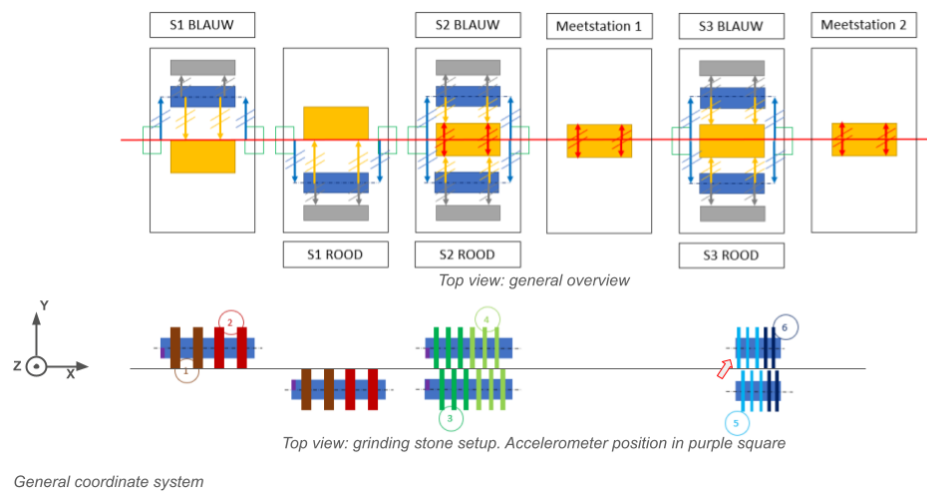 S1 BLAUW
S2 BLAUW
Meetstation 1
S3 BLAUW
Meetstation 2
S1 ROOD
S2 ROOD
S3 ROOD
Top view: general overview
Y
Z
X
2
1
4
3
6
5
Top view: grinding stone setup. Accelerometer position in purple square
General coordinate system